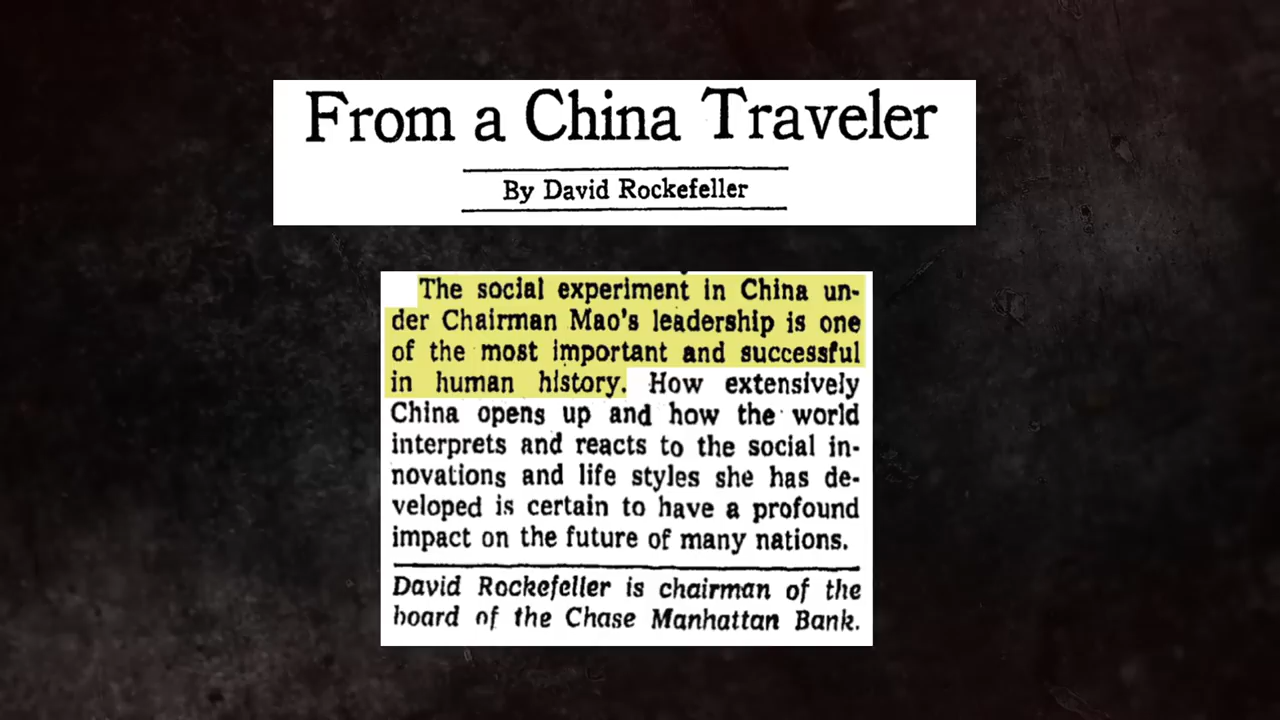 From a China Traveler
By David Rockefeller
The social experiment in China un-
der Chairman Mao's leadership is one
of the most important and successful
in human history. How extensively
China opens up and how the world
interprets and reacts to the social in-
novations and life styles she has de-
veloped is certain to have a profound
impact on the future of many nations.
David Rockefeller is chairman of the
board of the Chase Manhattan Bank.